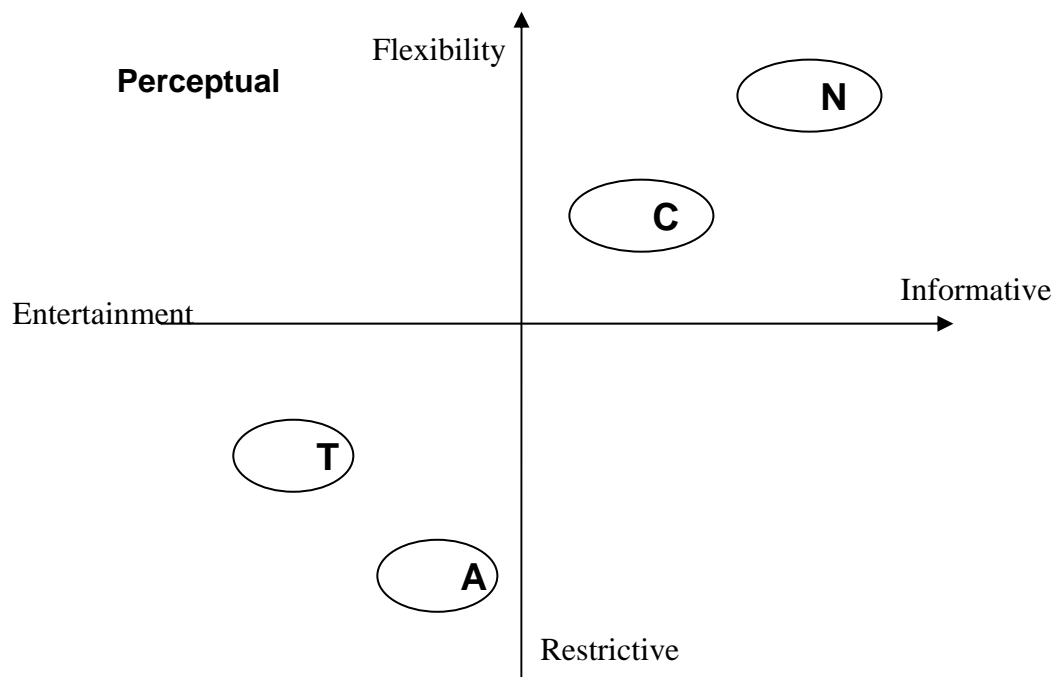 Flexibility
Perceptual
N
C
Informative
Entertainment
T
A
Restrictive